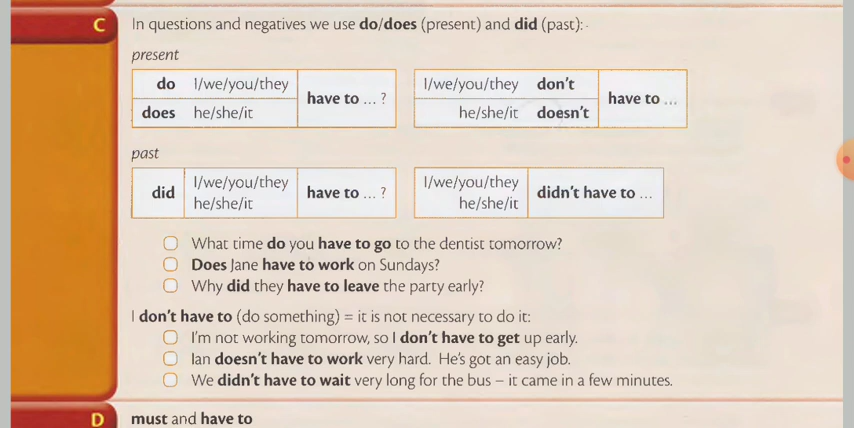 C
In questions and negatives we use do/does (present) and did (past):
present
do I/we/you/they
does he/she/it
have to ... ?
I/we/you/they don't
he/she/it doesn't
have to ...
past
did
I/we/you/they
he/she/it
have to ... ?
I/we/you/they
he/she/it
didn't have to ...
What time do you have to go to the dentist tomorrow?
Does Jane have to work on Sundays?
Why did they have to leave the party early?
I don't have to (do something) = it is not necessary to do it:
I'm not working tomorrow, so I don't have to get up early.
Ian doesn't have to work very hard. He's got an easy job.
We didn't have to wait very long for the bus – it came in a few minutes.
D
must and have to